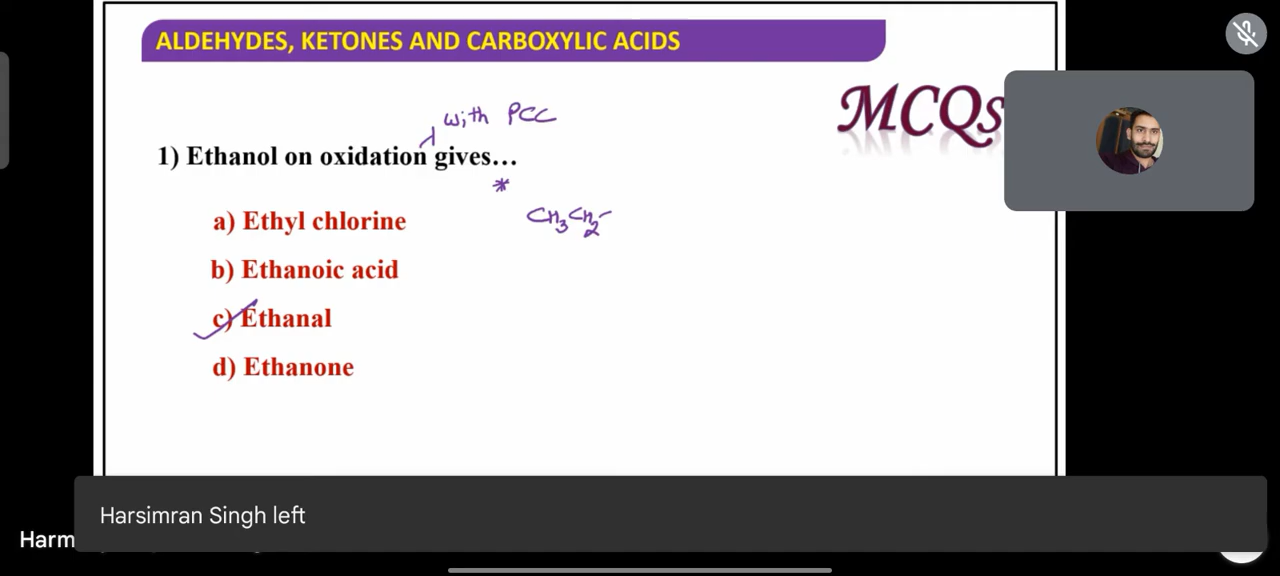 ALDEHYDES, KETONES AND CARBOXYLIC ACIDS
MCQs
with PCC
1) Ethanol on oxidation gives...
*
a) Ethyl chlorine
CH3CH2-
b) Ethanoic acid
c) Ethanal
d) Ethanone
Harsimran Singh left
Harm